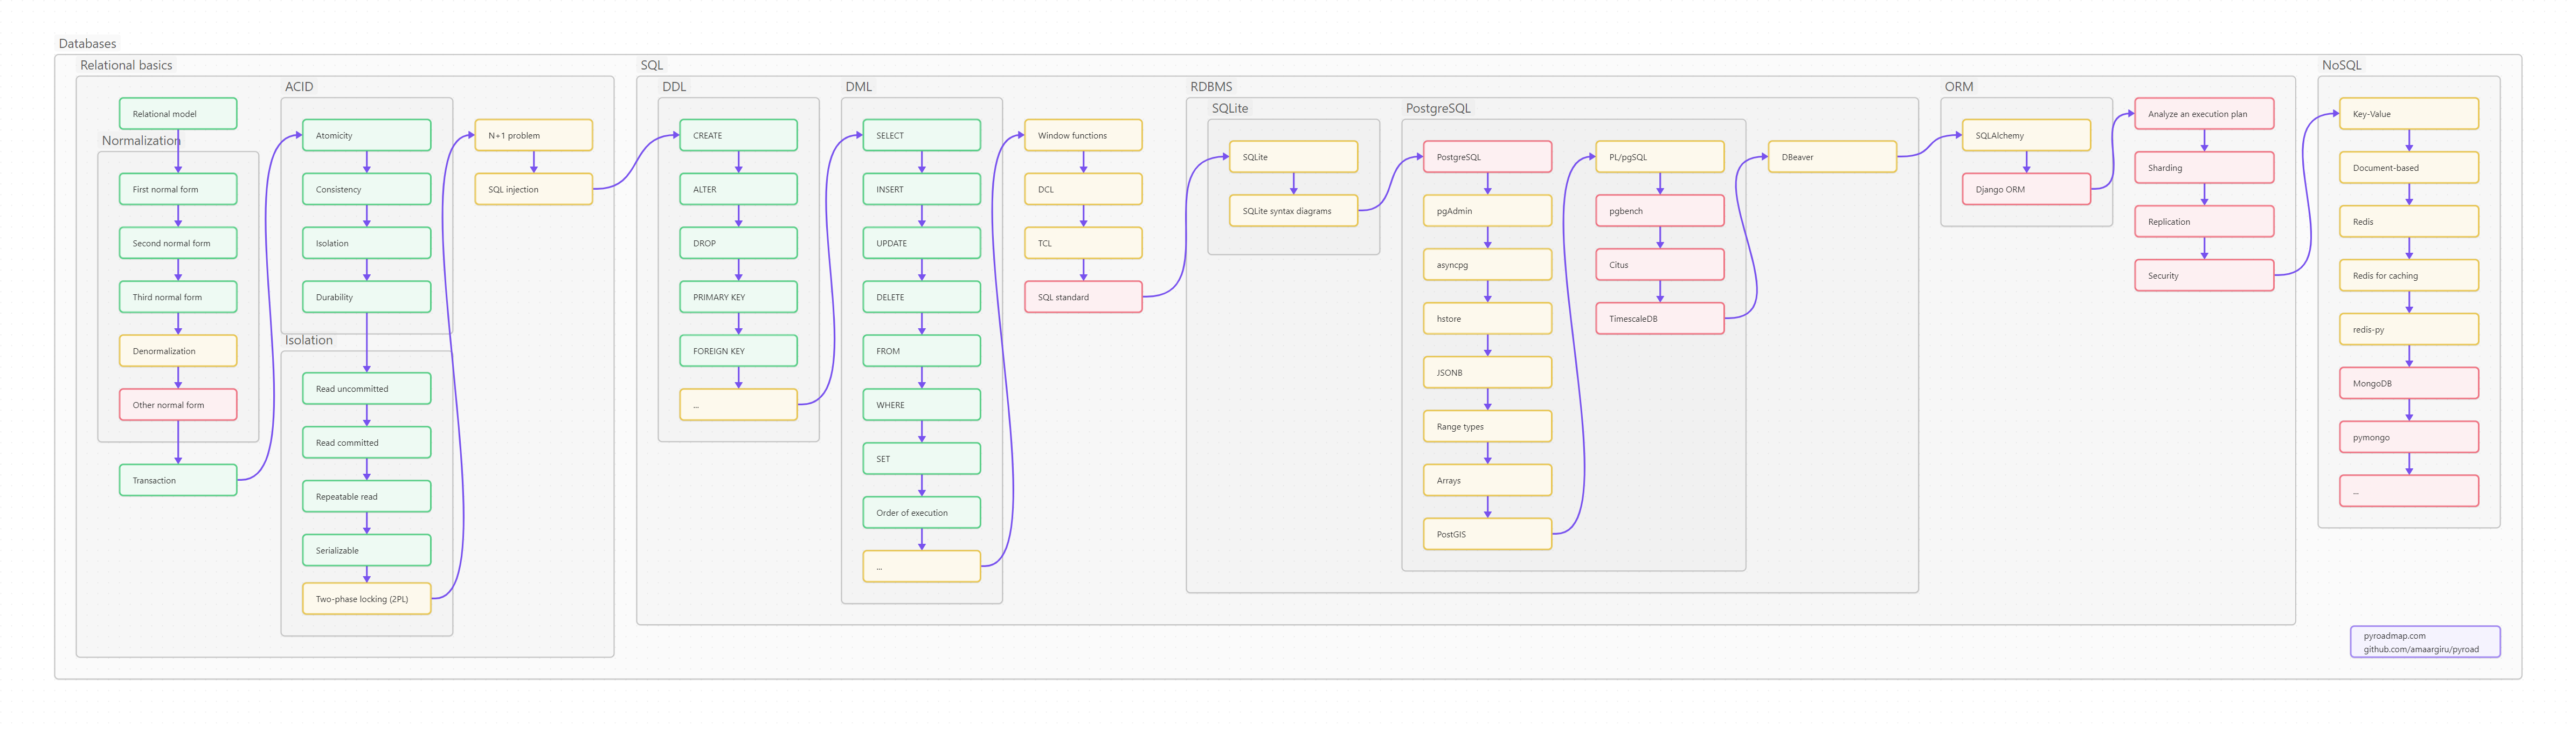 Databases
Relational basics
Relational model
Normalization
First normal form
Second normal form
Third normal form
Denormalization
Other normal form
Transaction
ACID
Atomicity
Consistency
Isolation
Durability
Isolation
Read uncommitted
Read committed
Repeatable read
Serializable
Two-phase locking (2PL)
N+1 problem
SQL injection
SQL
DDL
CREATE
ALTER
DROP
PRIMARY KEY
FOREIGN KEY
...
DML
SELECT
INSERT
UPDATE
DELETE
FROM
WHERE
SET
Order of execution
...
Window functions
DCL
TCL
SQL standard
RDBMS
SQLite
SQLite
SQLite syntax diagrams
PostgreSQL
PostgreSQL
pgAdmin
asyncpg
hstore
JSONB
Range types
Arrays
PostGIS
PL/pgSQL
pgbench
Citus
TimescaleDB
DBeaver
ORM
SQLAlchemy
Django ORM
Analyze an execution plan
Sharding
Replication
Security
NoSQL
Key-Value
Document-based
Redis
Redis for caching
redis-py
MongoDB
pymongo
...
pyroadmap.com
github.com/amaargiru/pyroad